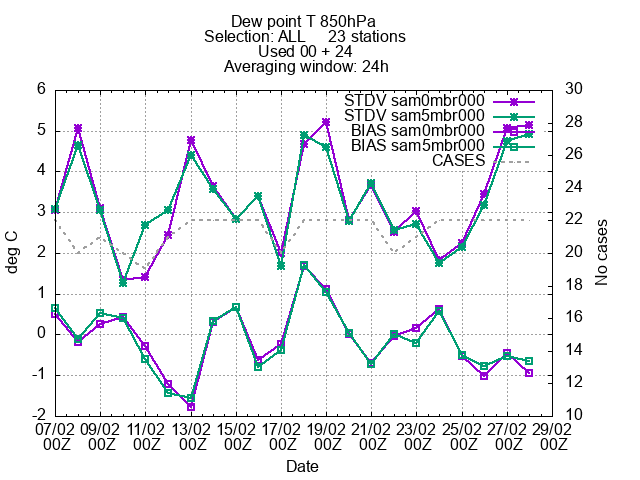 Dew point T 850hPa
Selection: ALL     23 stations
Used 00 + 24
Averaging window: 24h
STDV sam0mbr000
STDV sam5mbr000
BIAS sam0mbr000
BIAS sam5mbr000
CASES
deg C
6
5
4
3
2
1
0
-1
-2
No cases
30
28
26
24
22
20
18
16
14
12
10
07/02 09/02 11/02 13/02 15/02 17/02 19/02 21/02 23/02 25/02 27/02 29/02
00Z 00Z 00Z 00Z 00Z 00Z 00Z 00Z 00Z 00Z 00Z 00Z
Date